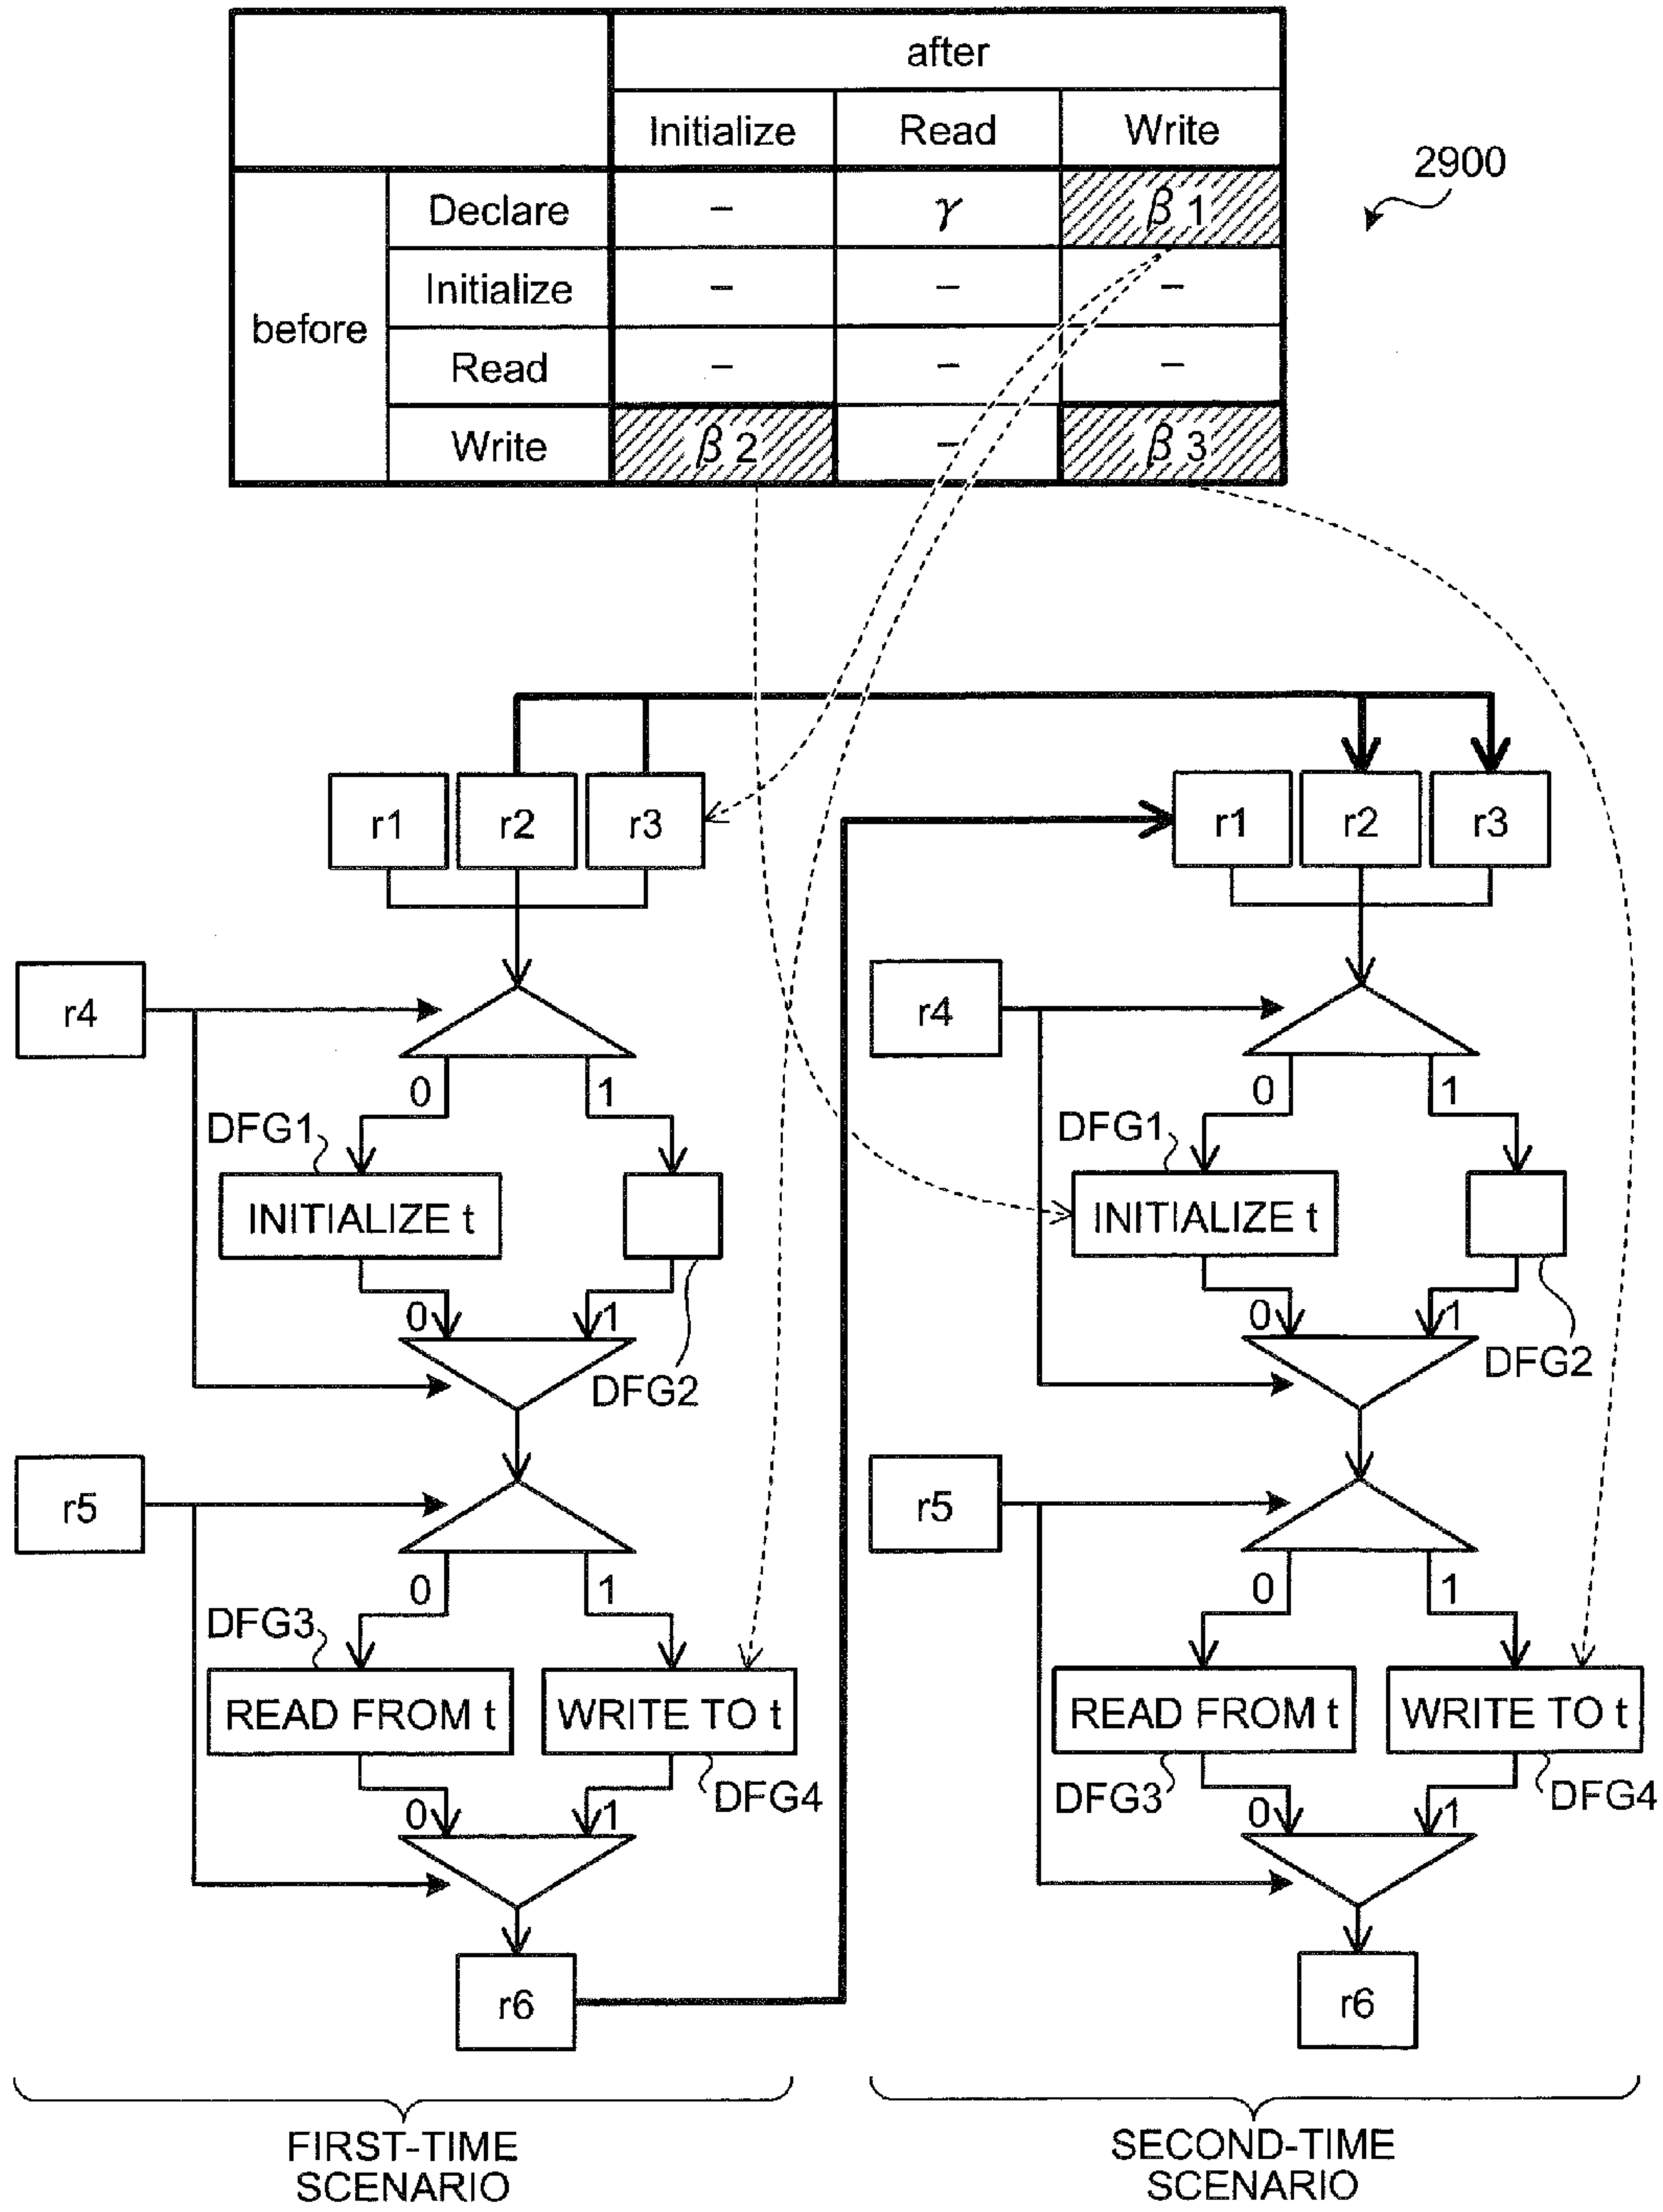 after
Initialize Read Write
2900
before
Declare – γ β 1
Initialize – – –
Read – – –
Write β 2 – β 3
r1 r2 r3
r1 r2 r3
r4
r4
0 1
0 1
DFG1
DFG1
INITIALIZE t
INITIALIZE t
0 1
0 1
DFG2
DFG2
r5
r5
0 1
0 1
DFG3
READ FROM t WRITE TO t
READ FROM t WRITE TO t
DFG4
DFG3
DFG4
0 1
0 1
r6
r6
FIRST-TIME
SCENARIO
SECOND-TIME
SCENARIO